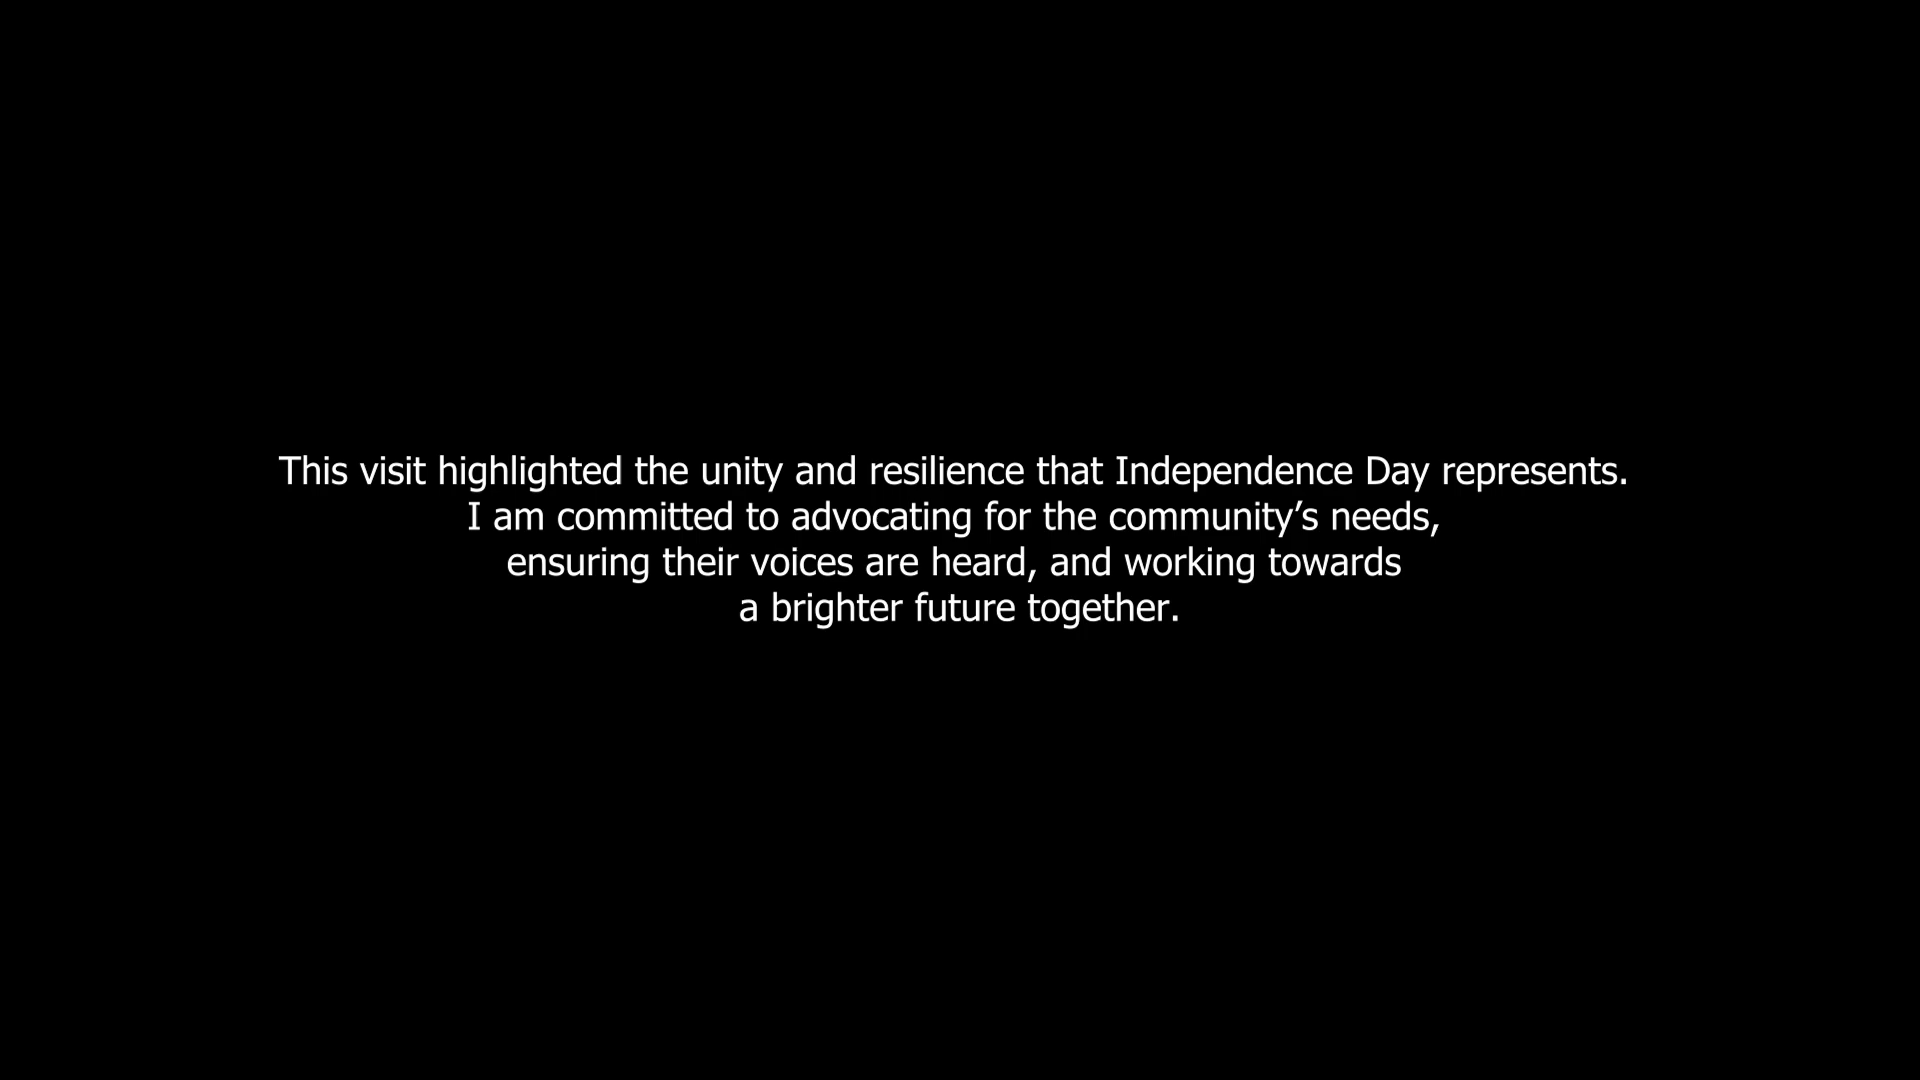 This visit highlighted the unity and resilience that Independence Day represents.
I am committed to advocating for the community’s needs,
ensuring their voices are heard, and working towards
a brighter future together.